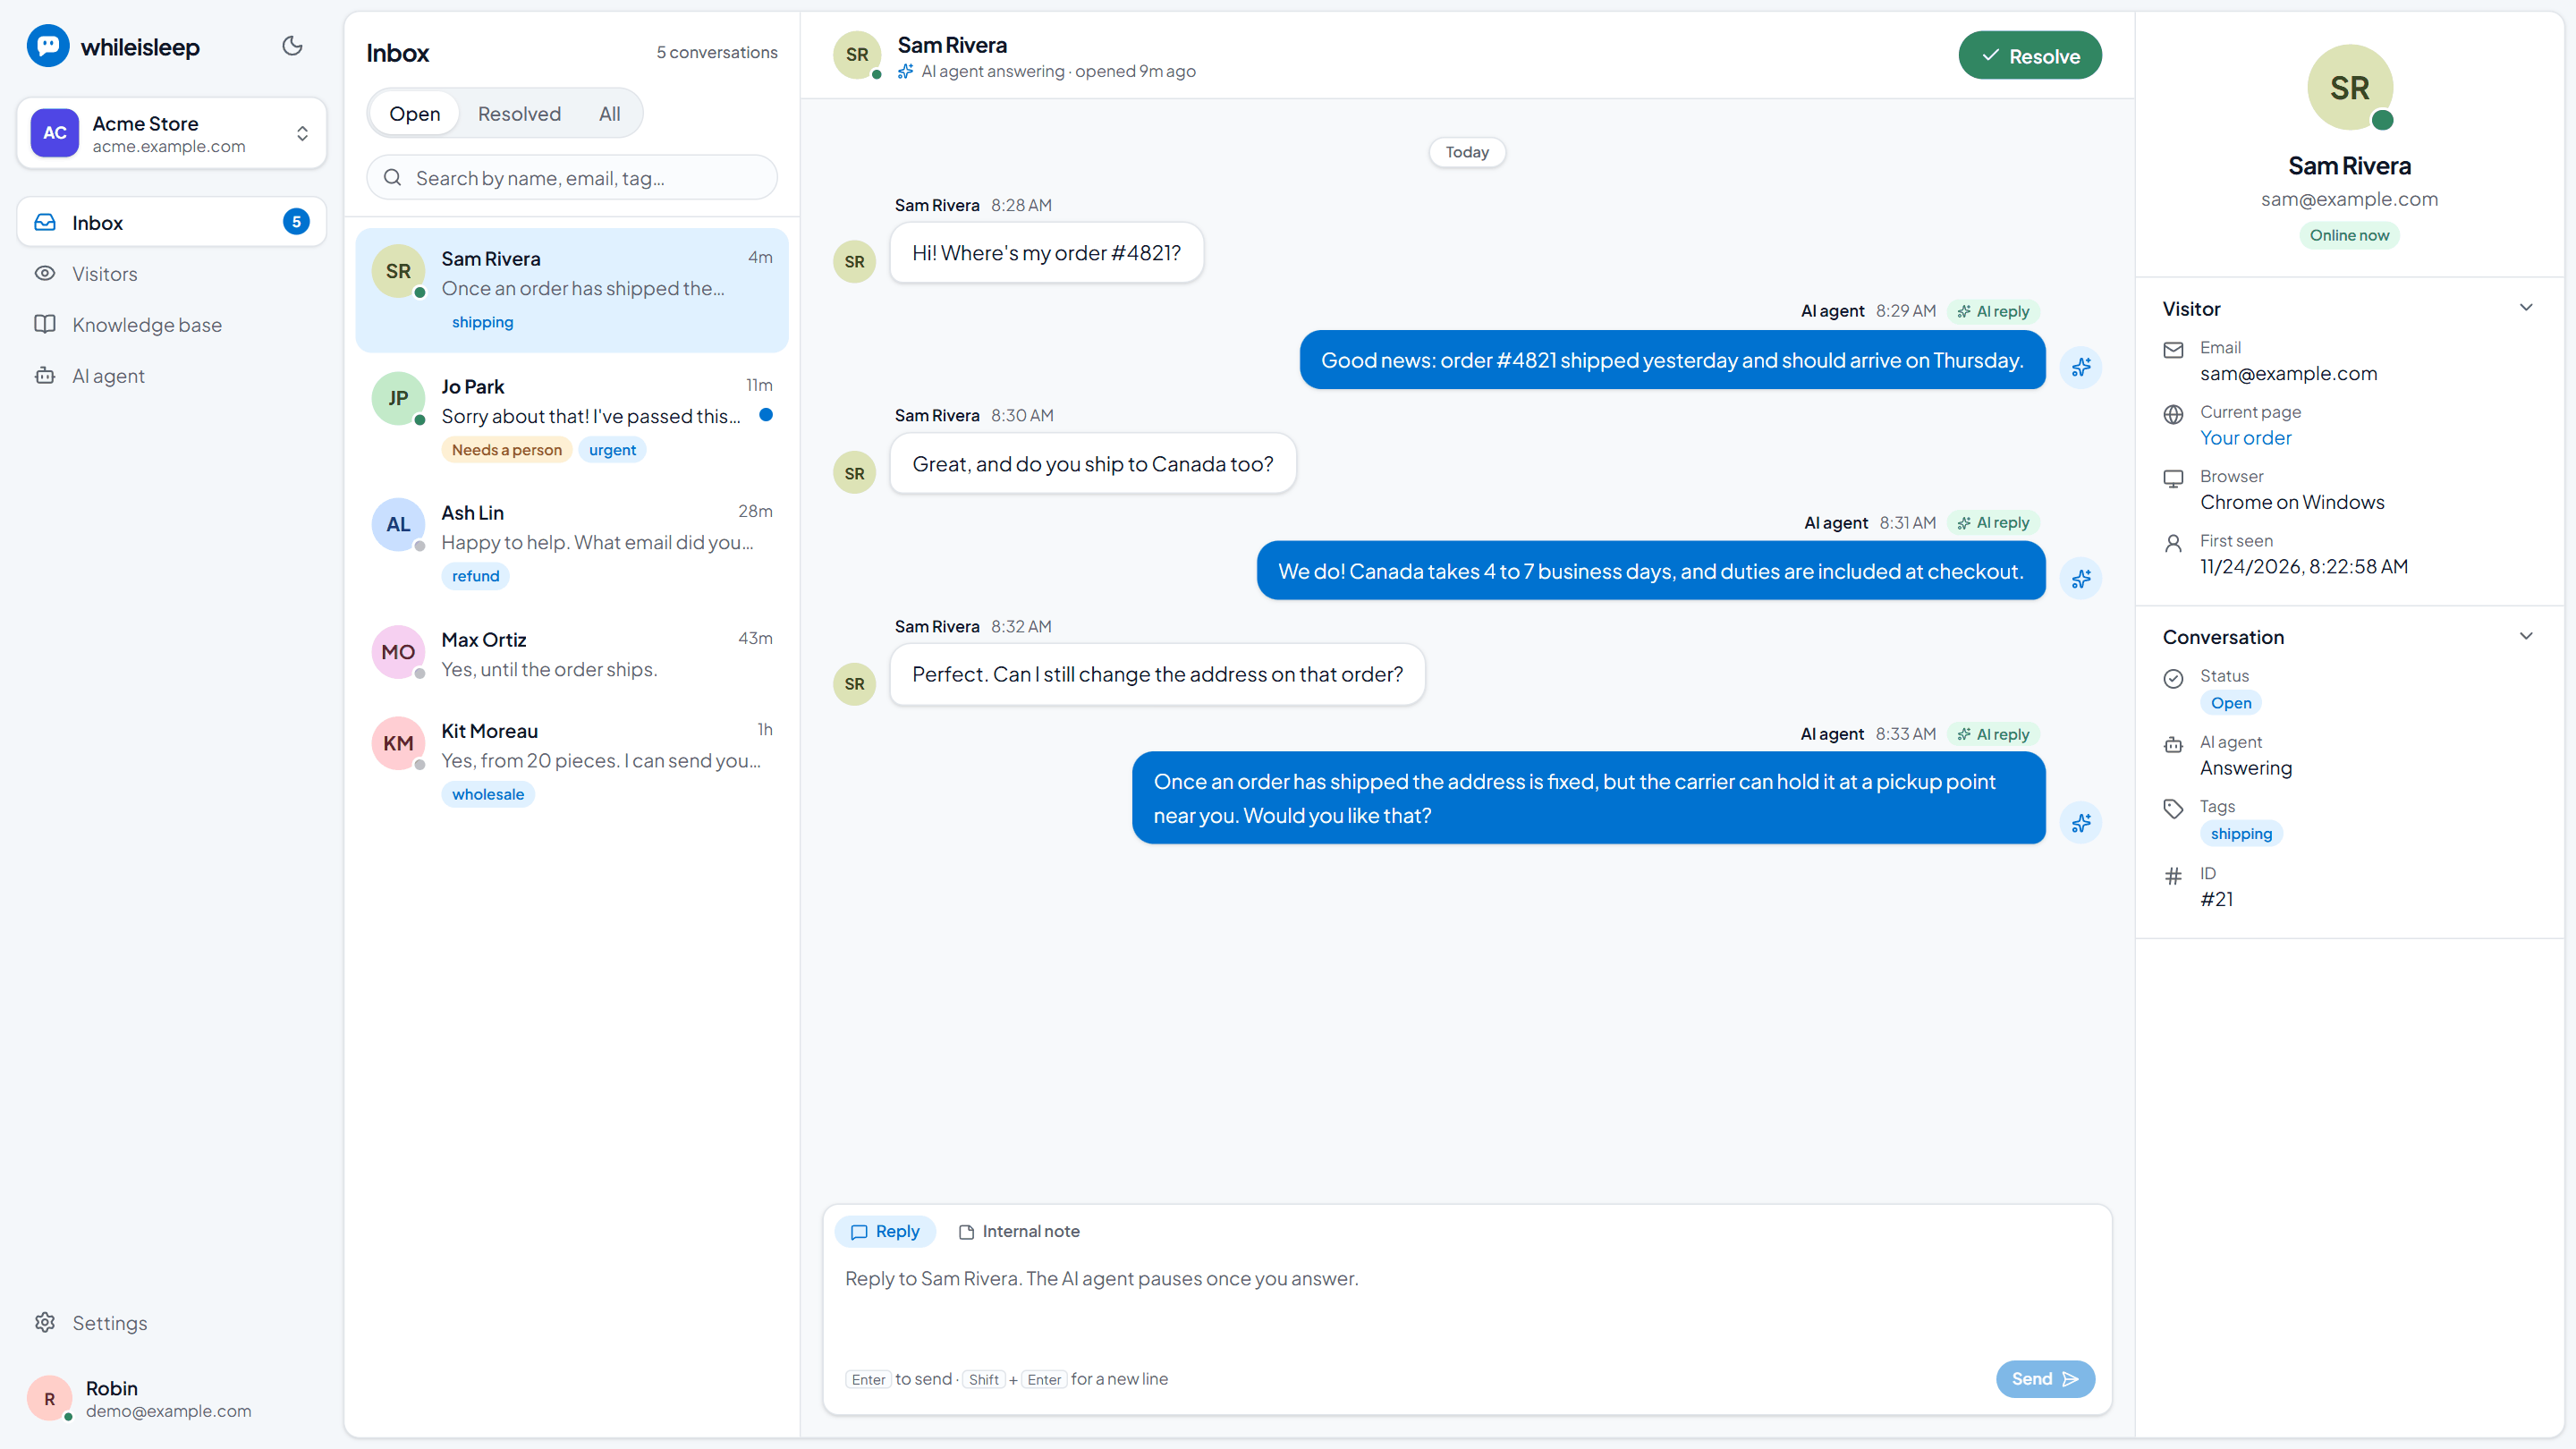 whileisleep
AC
Acme Store
acme.example.com
Inbox
5
Visitors
Knowledge base
AI agent
Settings
R
Robin
demo@example.com
Inbox
5 conversations
Open
Resolved
All
Search by name, email, tag...
SR
Sam Rivera
4m
Once an order has shipped the...
shipping
JP
Jo Park
11m
Sorry about that! I've passed this...
Needs a person
urgent
AL
Ash Lin
28m
Happy to help. What email did you...
refund
MO
Max Ortiz
43m
Yes, until the order ships.
KM
Kit Moreau
1h
Yes, from 20 pieces. I can send you...
wholesale
SR
Sam Rivera
AI agent answering · opened 9m ago
Resolve
Today
Sam Rivera 8:28 AM
SR
Hi! Where's my order #4821?
AI agent 8:29 AM AI reply
Good news: order #4821 shipped yesterday and should arrive on Thursday.
Sam Rivera 8:30 AM
SR
Great, and do you ship to Canada too?
AI agent 8:31 AM AI reply
We do! Canada takes 4 to 7 business days, and duties are included at checkout.
Sam Rivera 8:32 AM
SR
Perfect. Can I still change the address on that order?
AI agent 8:33 AM AI reply
Once an order has shipped the address is fixed, but the carrier can hold it at a pickup point
near you. Would you like that?
Reply
Internal note
Reply to Sam Rivera. The AI agent pauses once you answer.
Enter to send · Shift + Enter for a new line
Send
SR
Sam Rivera
sam@example.com
Online now
Visitor
Email
sam@example.com
Current page
Your order
Browser
Chrome on Windows
First seen
11/24/2026, 8:22:58 AM
Conversation
Status
Open
AI agent
Answering
Tags
shipping
ID
#21